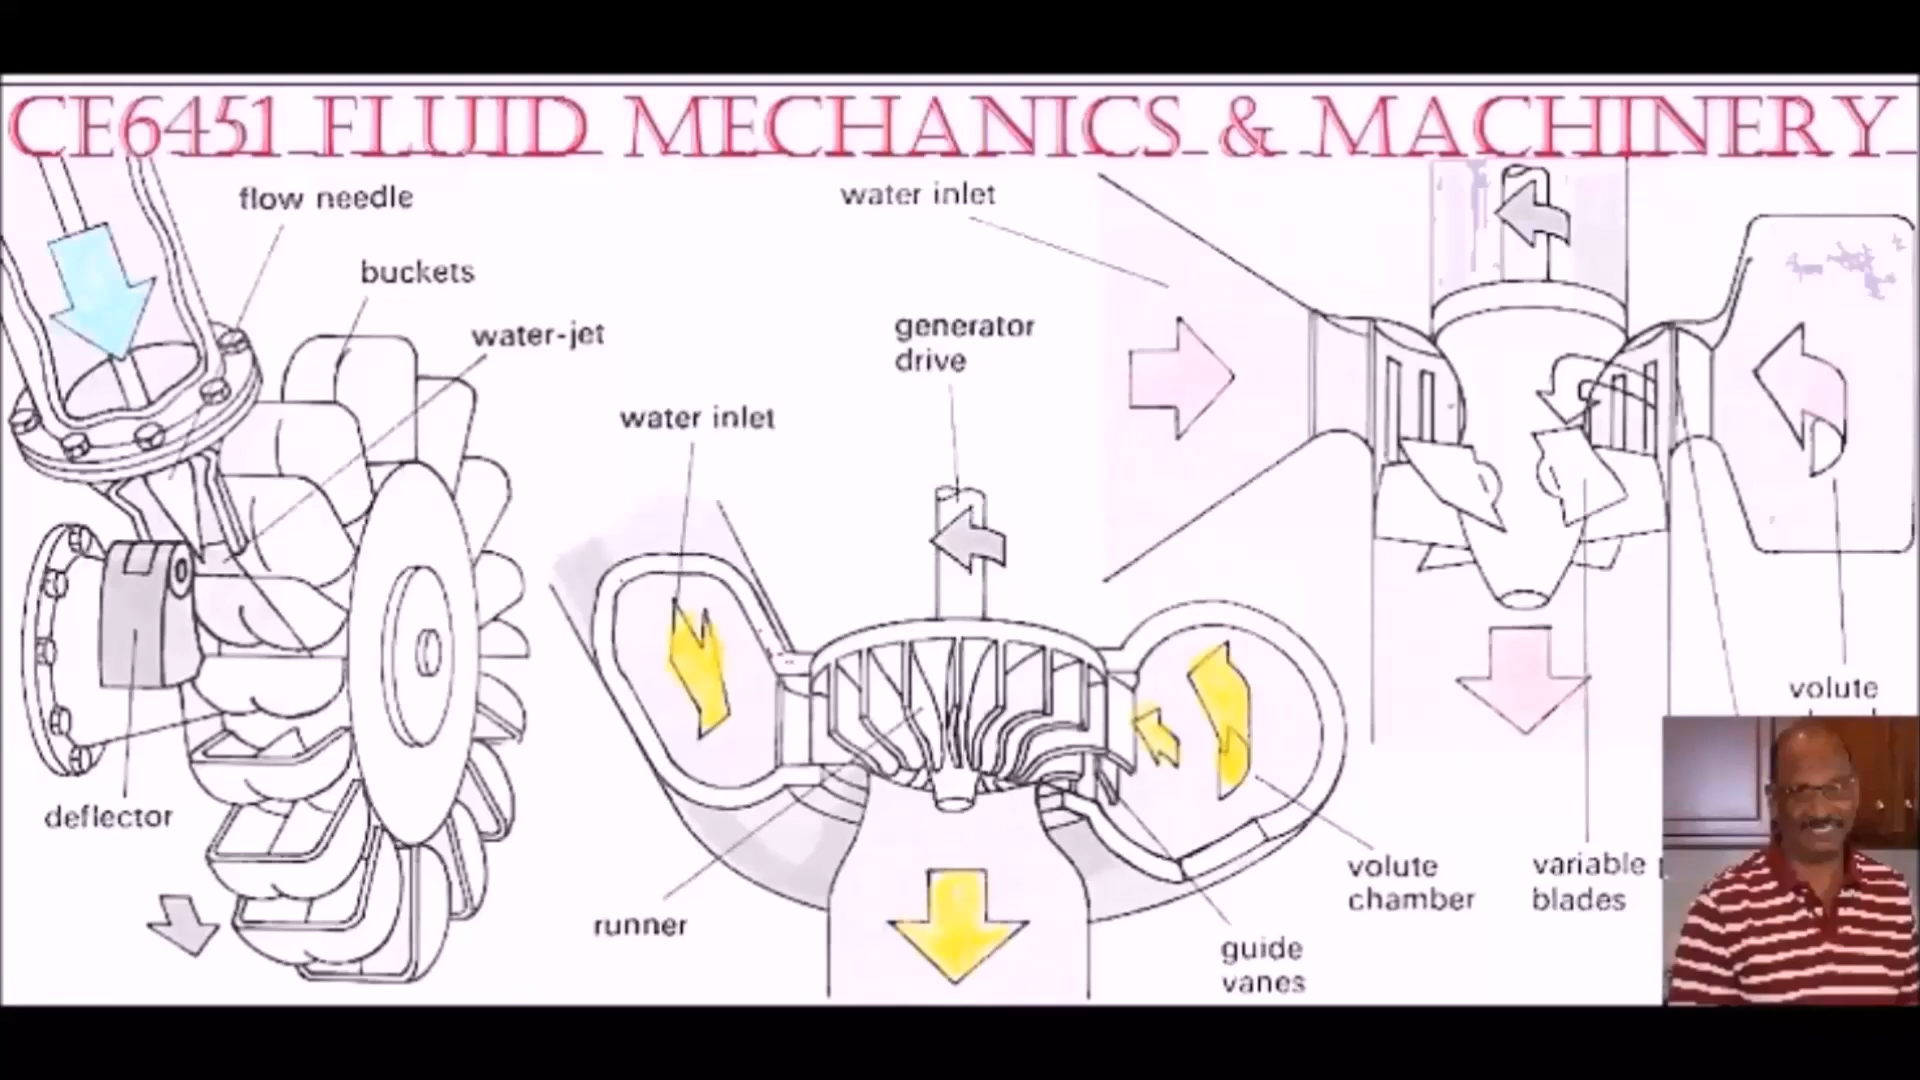 CE6451 FLUID MECHANICS & MACHINERY
flow needle
buckets
water-jet
deflector
water inlet
generator
drive
water inlet
runner
volute
chamber
guide
vanes
variable
blades
volute